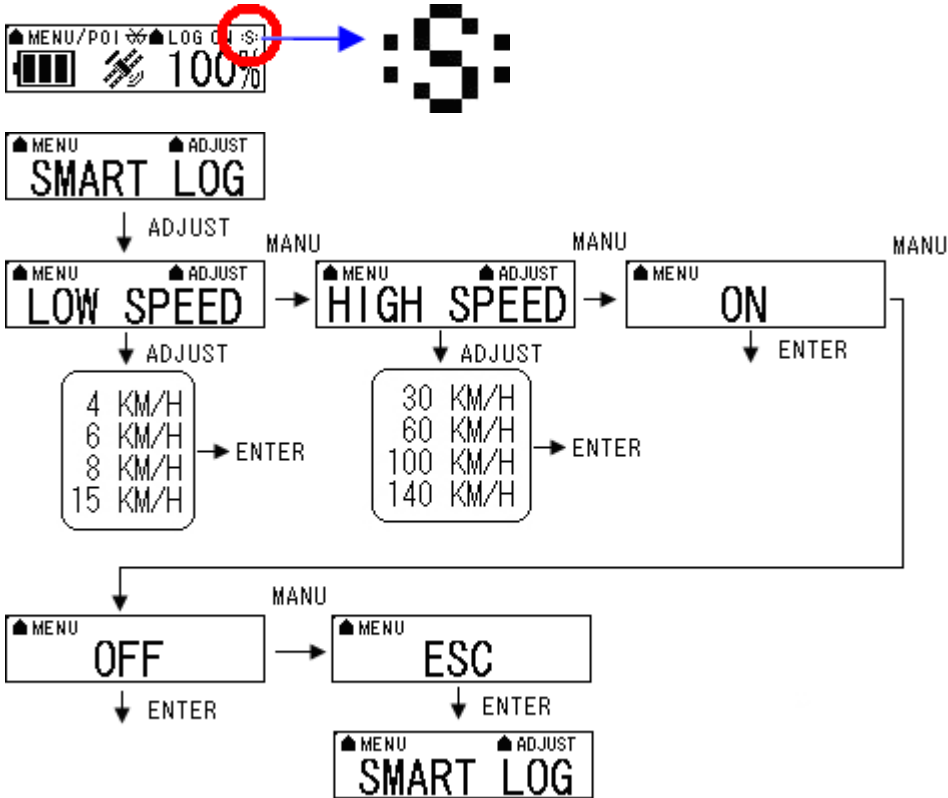 MENU/POI LOG ON :S:
100%
:S:
MENU ADJUST
SMART LOG
ADJUST
MANU MANU MANU
MENU ADJUST MENU ADJUST MENU
LOW SPEED HIGH SPEED ON
ADJUST ADJUST ENTER
4 KM/H
6 KM/H
8 KM/H
15 KM/H
ENTER
30 KM/H
60 KM/H
100 KM/H
140 KM/H
ENTER
MANU
MENU MENU
OFF ESC
ENTER ENTER
MENU ADJUST
SMART LOG